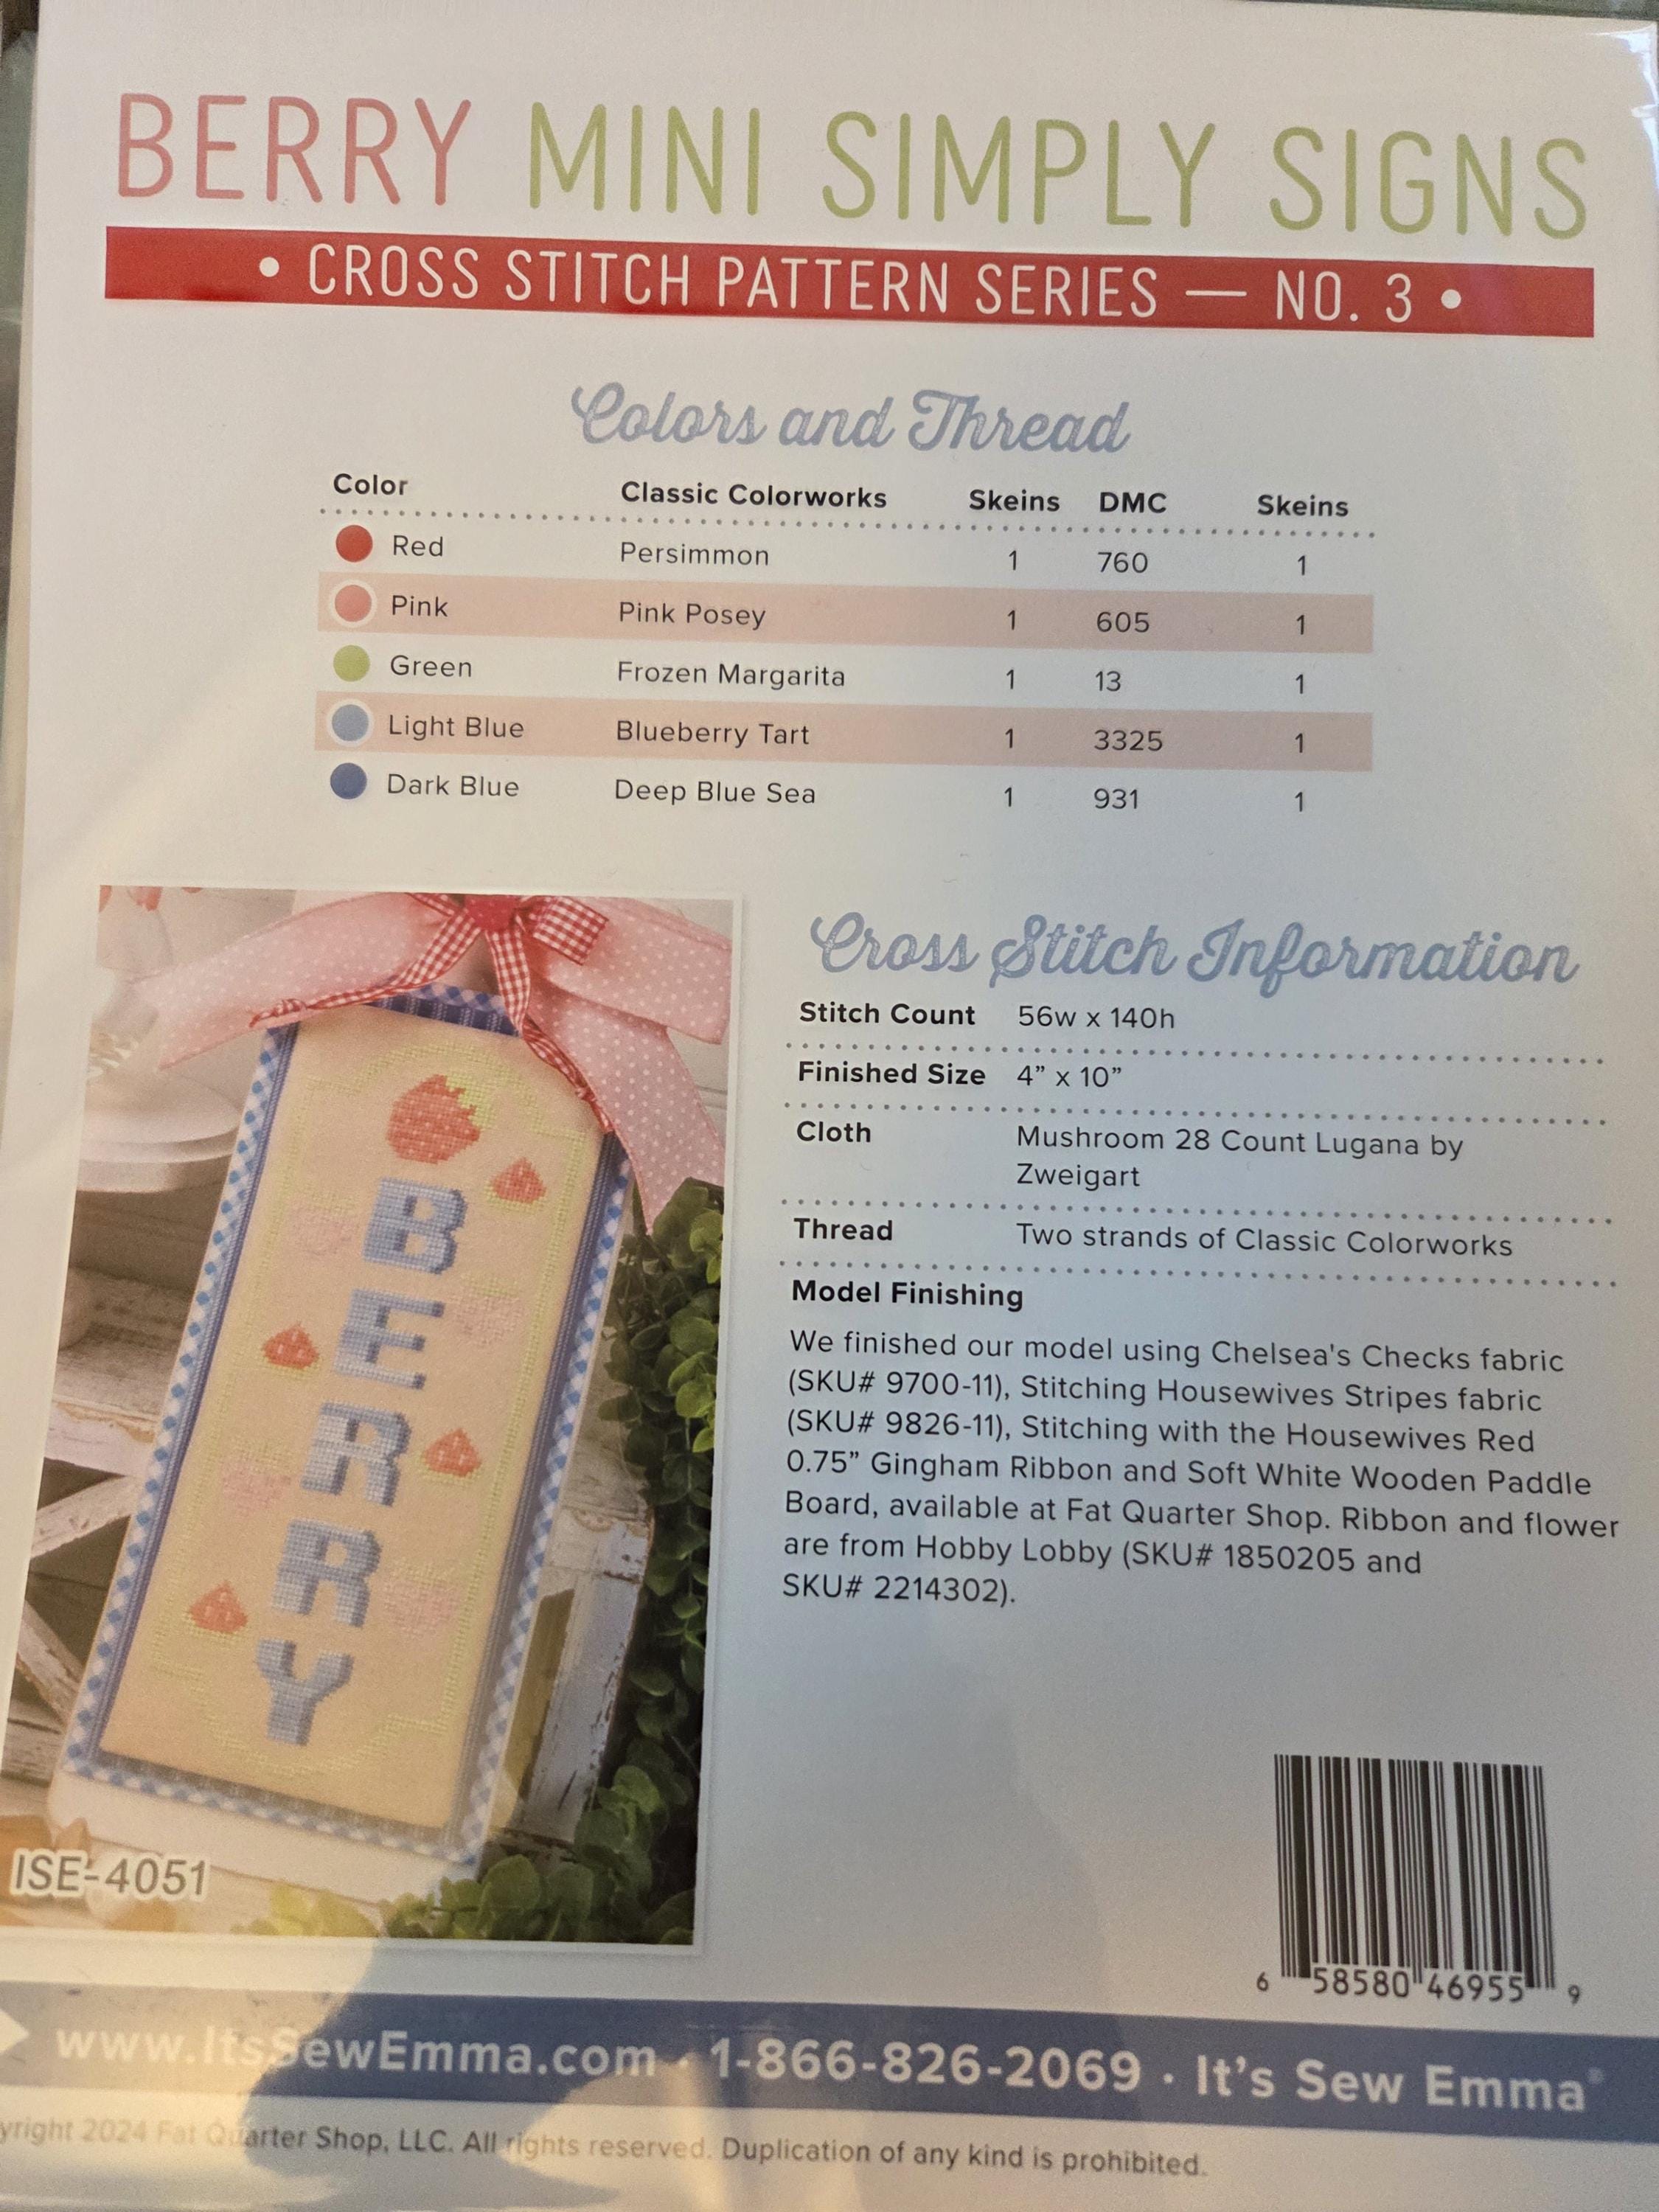 BERRY MINI SIMPLY SIGNS
• CROSS STITCH PATTERN SERIES — NO. 3 •
Colors and Thread
Color Classic Colorworks Skeins DMC Skeins
Red Persimmon 1 760 1
Pink Pink Posey 1 605 1
Green Frozen Margarita 1 13 1
Light Blue Blueberry Tart 1 3325 1
Dark Blue Deep Blue Sea 1 931 1
BERRY
ISE-4051
Cross Stitch Information
Stitch Count 56w x 140h
Finished Size 4” x 10”
Cloth Mushroom 28 Count Lugana by
Zweigart
Thread Two strands of Classic Colorworks
Model Finishing
We finished our model using Chelsea's Checks fabric
(SKU# 9700-11), Stitching Housewives Stripes fabric
(SKU# 9826-11), Stitching with the Housewives Red
0.75” Gingham Ribbon and Soft White Wooden Paddle
Board, available at Fat Quarter Shop. Ribbon and flower
are from Hobby Lobby (SKU# 1850205 and
SKU# 2214302).
6 58580 46955 9
www.ItsSewEmma.com · 1-866-826-2069 · It’s Sew Emma®
yright 2024 Fat Quarter Shop, LLC. All rights reserved. Duplication of any kind is prohibited.